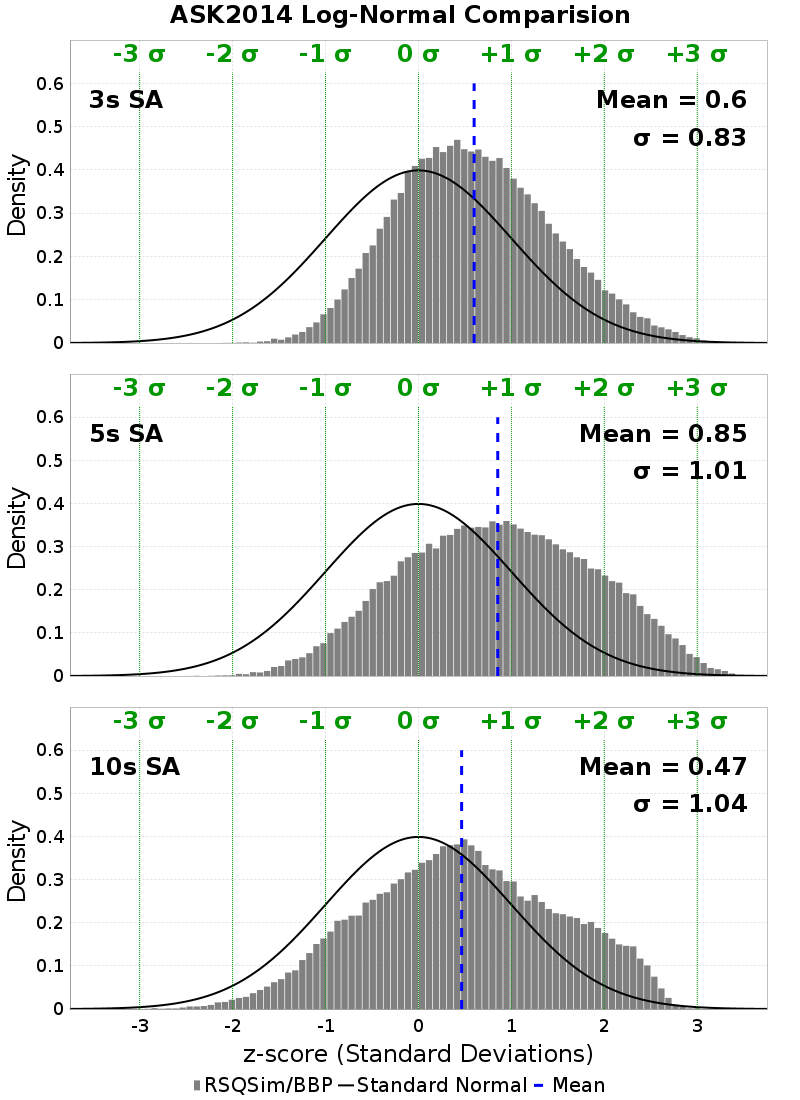 ASK2014 Log-Normal Comparision
-3 σ -2 σ -1 σ 0 σ +1 σ +2 σ +3 σ
3s SA
Mean = 0.6
σ = 0.83
0.6
0.5
0.4
0.3
0.2
0.1
0
Density
-3 σ -2 σ -1 σ 0 σ +1 σ +2 σ +3 σ
5s SA
Mean = 0.85
σ = 1.01
0.6
0.5
0.4
0.3
0.2
0.1
0
Density
-3 σ -2 σ -1 σ 0 σ +1 σ +2 σ +3 σ
10s SA
Mean = 0.47
σ = 1.04
0.6
0.5
0.4
0.3
0.2
0.1
0
Density
-3 -2 -1 0 1 2 3
z-score (Standard Deviations)
RSQSim/BBP Standard Normal Mean